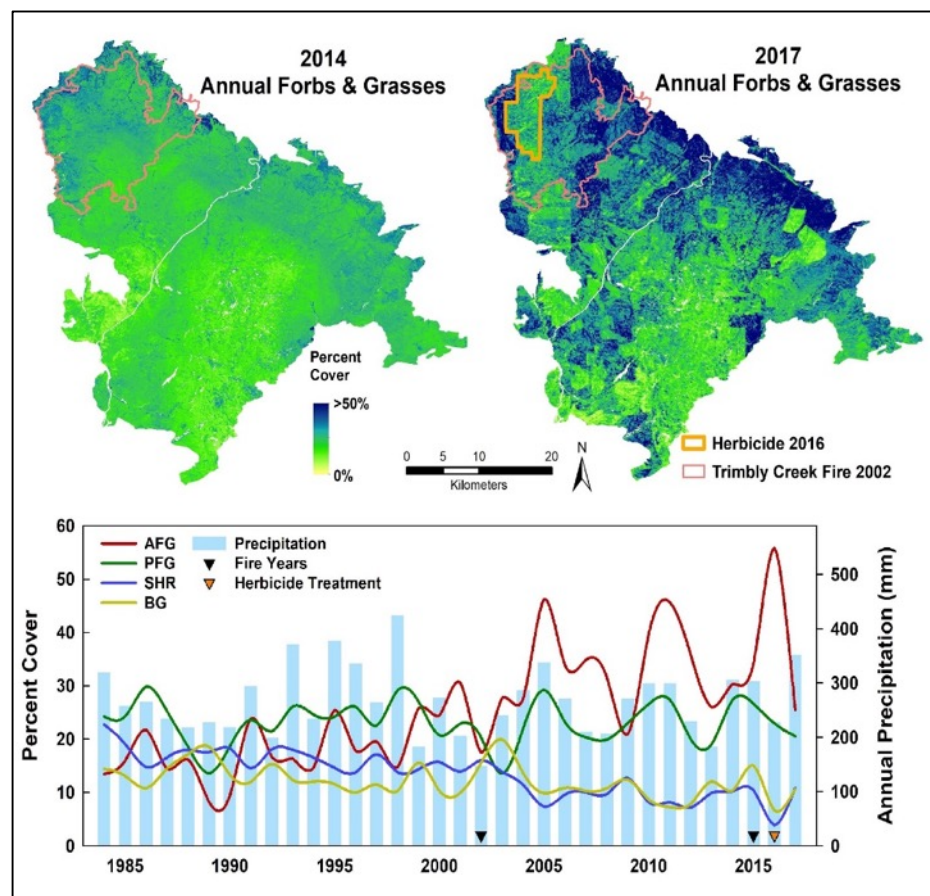 2014
Annual Forbs & Grasses
2017
Annual Forbs & Grasses
Percent
Cover
>50%
0%
0 5 10 20
Kilometers
N
Herbicide 2016
Trimbly Creek Fire 2002
60
50
40
30
20
10
0
Percent Cover
AFG
PFG
SHR
BG
Precipitation
Fire Years
Herbicide Treatment
500
400
300
200
100
0
Annual Precipitation (mm)
1985 1990 1995 2000 2005 2010 2015